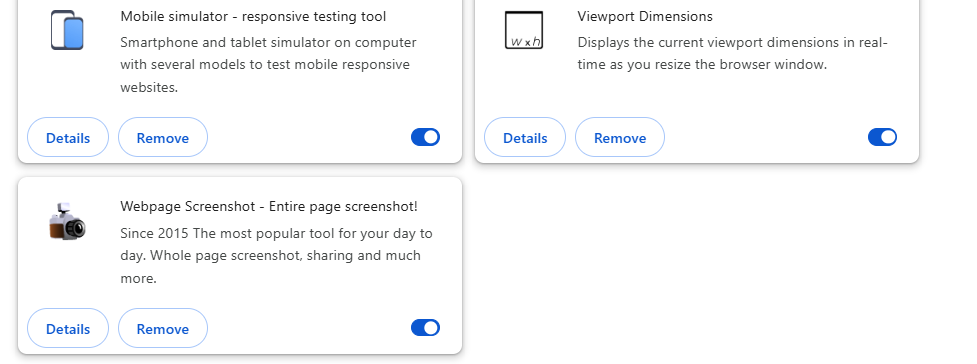 Mobile simulator - responsive testing tool
Smartphone and tablet simulator on computer
with several models to test mobile responsive
websites.
Details
Remove
w x h
Viewport Dimensions
Displays the current viewport dimensions in real-
time as you resize the browser window.
Details
Remove
Webpage Screenshot - Entire page screenshot!
Since 2015 The most popular tool for your day to
day. Whole page screenshot, sharing and much
more.
Details
Remove